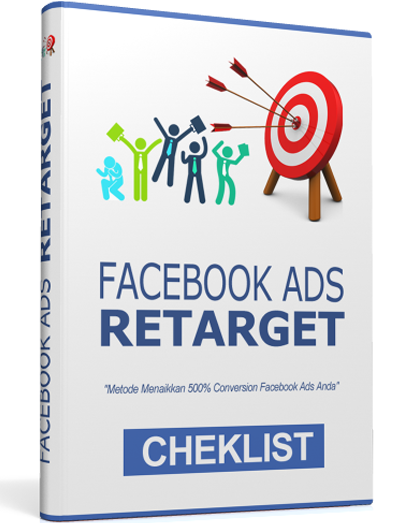 FACEBOOK ADS RETARGET
FACEBOOK ADS
RETARGET
"Metode Menaikkan 500% Conversion Facebook Ads Anda"
CHEKLIST